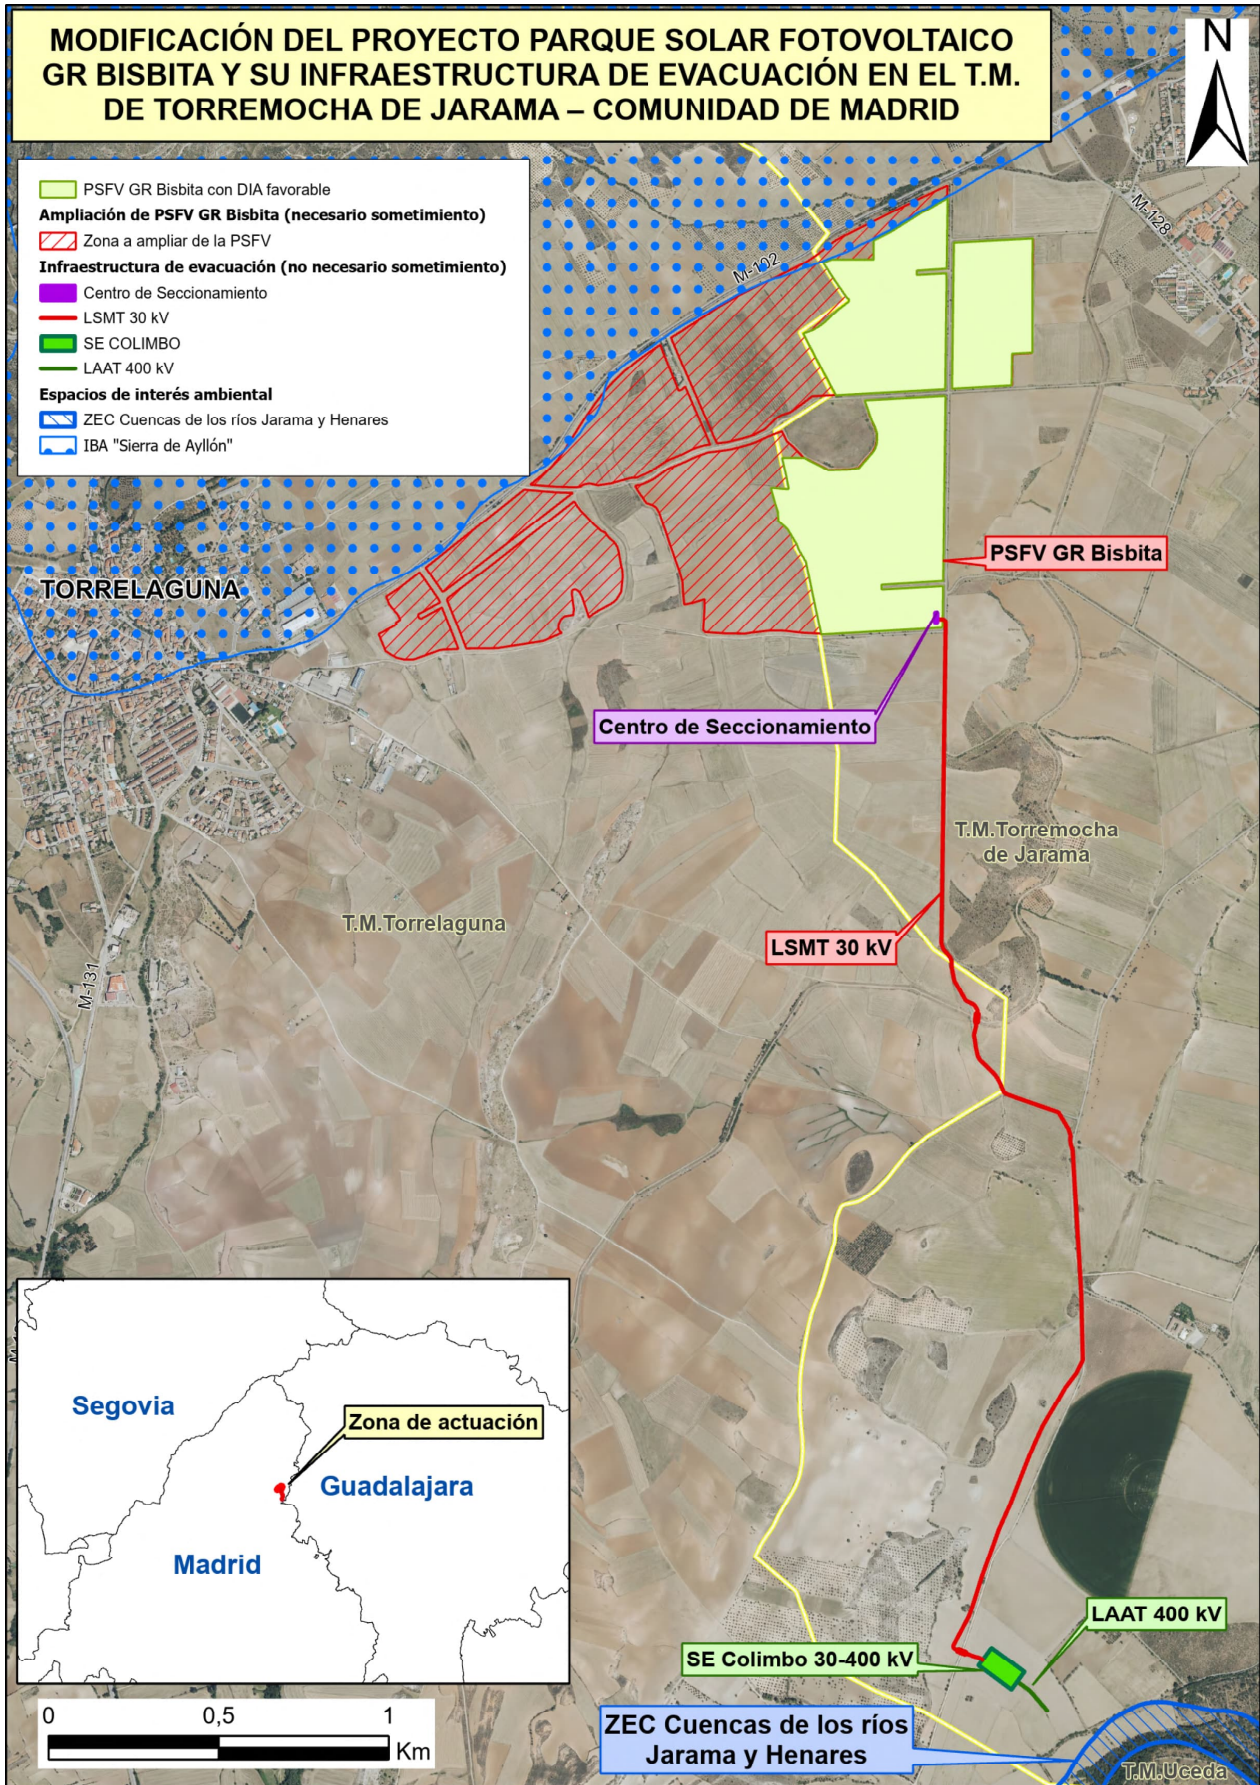 MODIFICACIÓN DEL PROYECTO PARQUE SOLAR FOTOVOLTAICO
GR BISBITA Y SU INFRAESTRUCTURA DE EVACUACIÓN EN EL T.M.
DE TORREMOCHA DE JARAMA – COMUNIDAD DE MADRID
N
PSFV GR Bisbita con DIA favorable
Ampliación de PSFV GR Bisbita (necesario sometimiento)
Zona a ampliar de la PSFV
Infraestructura de evacuación (no necesario sometimiento)
Centro de Seccionamiento
LSMT 30 kV
SE COLIMBO
LAAT 400 kV
Espacios de interés ambiental
ZEC Cuencas de los ríos Jarama y Henares
IBA "Sierra de Ayllón"
M-128
M-102
PSFV GR Bisbita
TORRELAGUNA
Centro de Seccionamiento
T.M.Torremocha
de Jarama
T.M.Torrelaguna
LSMT 30 kV
M-131
Segovia
Zona de actuación
Guadalajara
Madrid
LAAT 400 kV
SE Colimbo 30-400 kV
ZEC Cuencas de los ríos
Jarama y Henares
T.M.Uceda
0 0,5 1
Km